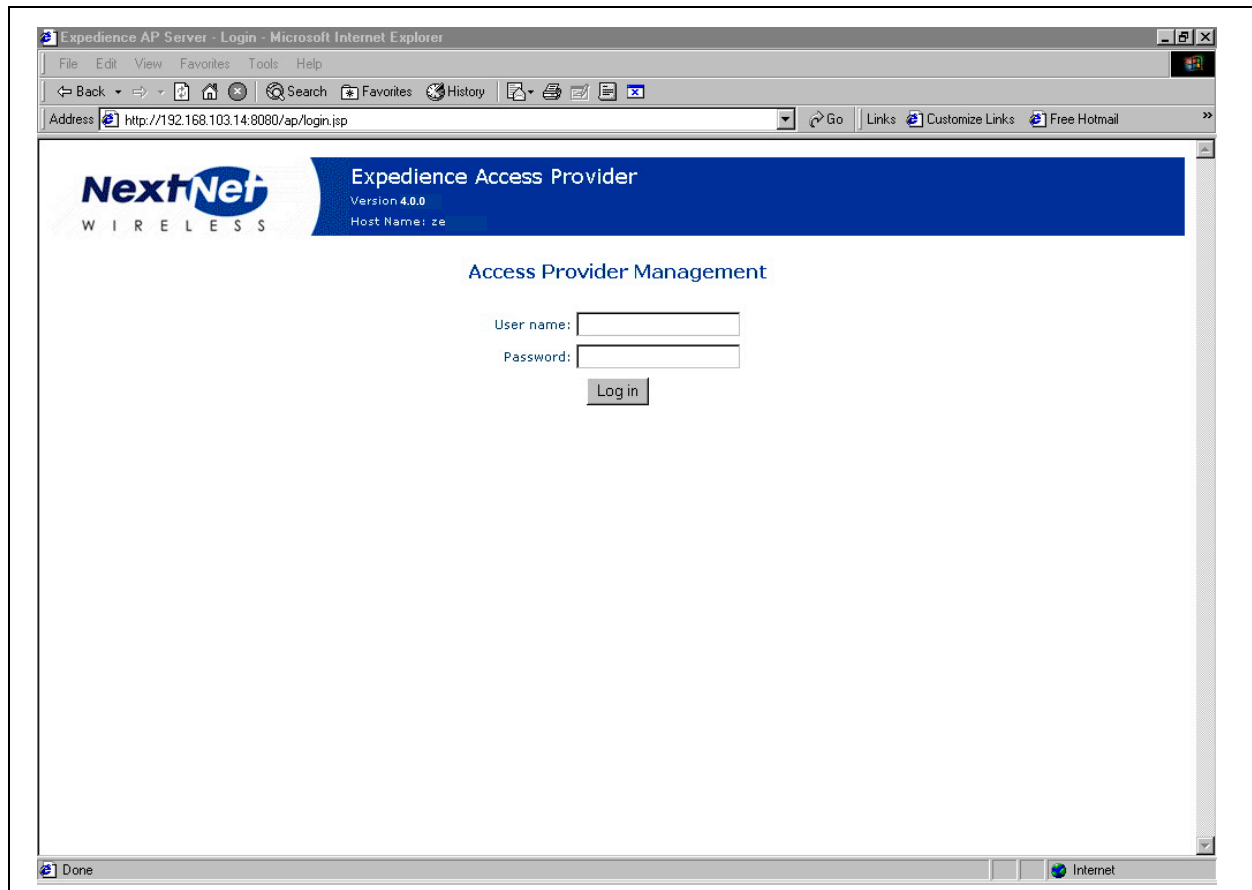 Expedience AP Server - Login - Microsoft Internet Explorer
File Edit View Favorites Tools Help
Back Search Favorites History
Address http://192.168.103.14:8080/ap/login.jsp Go Links Customize Links Free Hotmail »
NextNet
WIRELESS
Expedience Access Provider
Version 4.0.0
Host Name: ze
Access Provider Management
User name:
Password:
Log in
Done Internet